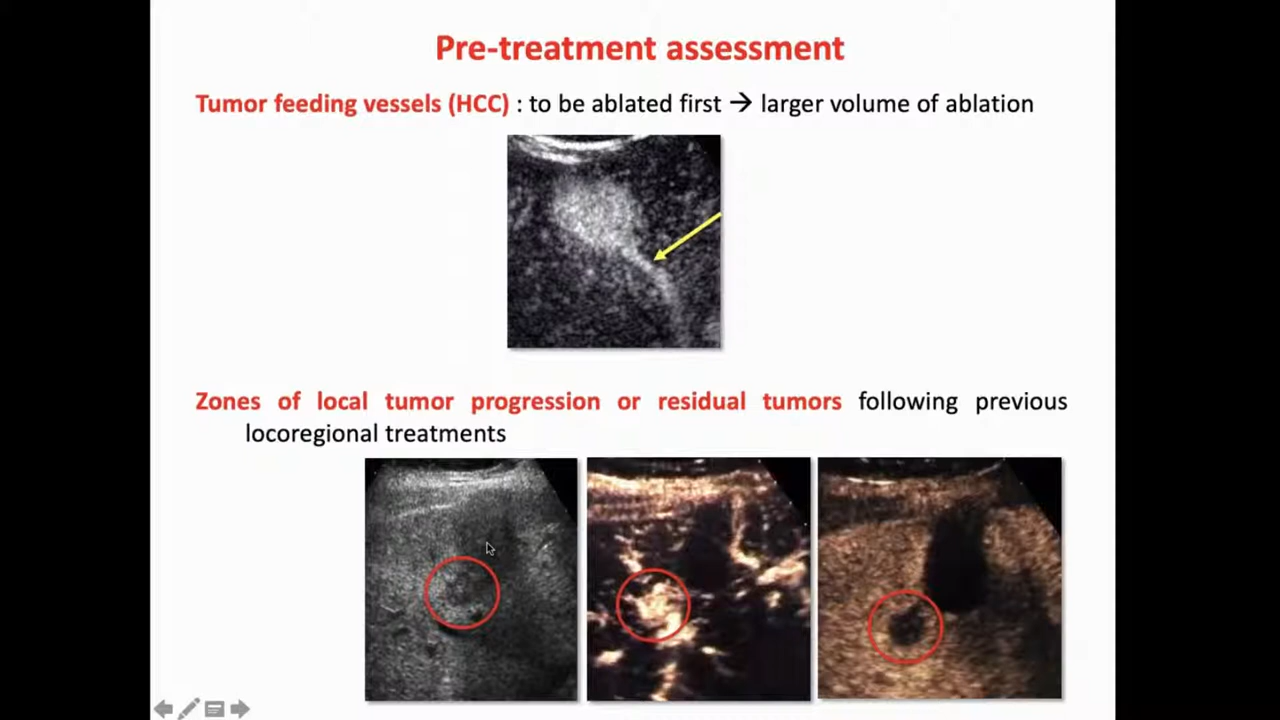 Pre-treatment assessment
Tumor feeding vessels (HCC) : to be ablated first → larger volume of ablation
Zones of local tumor progression or residual tumors following previous
locoregional treatments